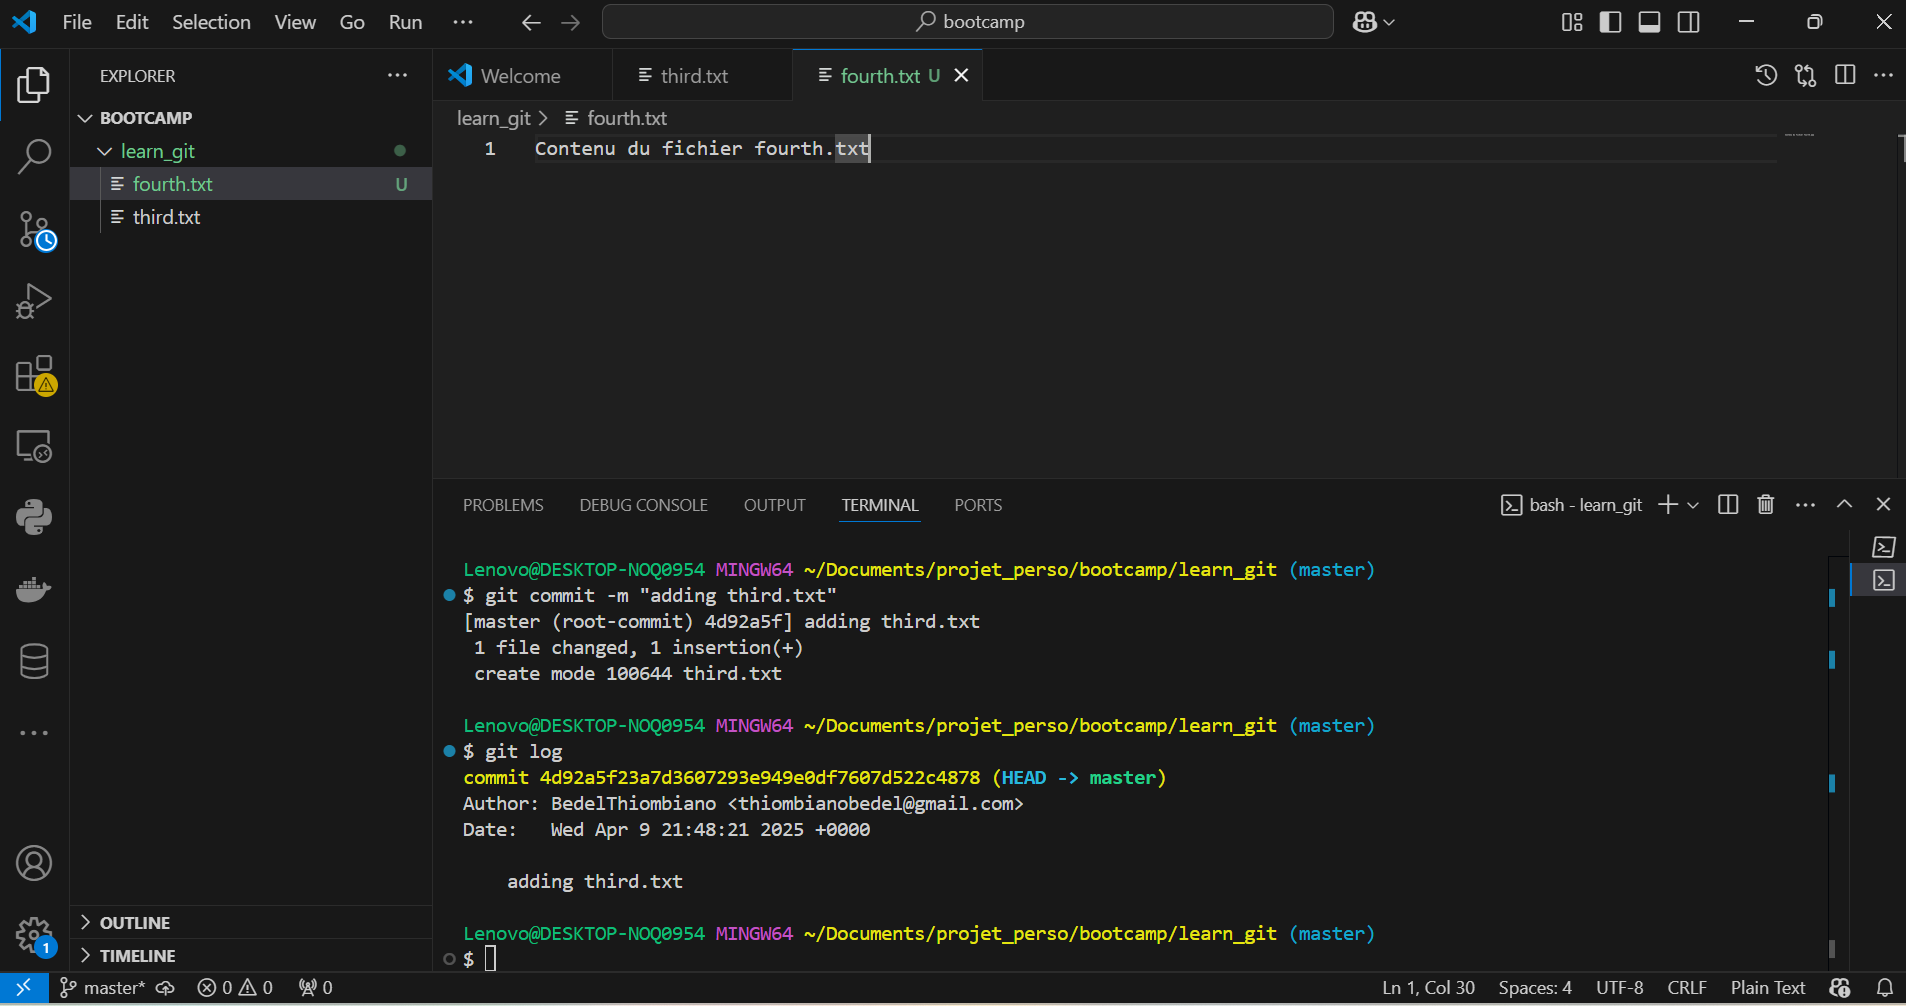 File Edit Selection View Go Run ··· bootcamp
EXPLORER ···
BOOTCAMP
learn_git
fourth.txt U
third.txt
OUTLINE
TIMELINE
Welcome third.txt fourth.txt U
learn_git > fourth.txt
1 Contenu du fichier fourth.txt
PROBLEMS DEBUG CONSOLE OUTPUT TERMINAL PORTS bash - learn_git
Lenovo@DESKTOP-NOQ0954 MINGW64 ~/Documents/projet_perso/bootcamp/learn_git (master)
$ git commit -m "adding third.txt"
[master (root-commit) 4d92a5f] adding third.txt
1 file changed, 1 insertion(+)
create mode 100644 third.txt
Lenovo@DESKTOP-NOQ0954 MINGW64 ~/Documents/projet_perso/bootcamp/learn_git (master)
$ git log
commit 4d92a5f23a7d3607293e949e0df7607d522c4878 (HEAD -> master)
Author: BedelThiombiano <thiombianobedel@gmail.com>
Date:   Wed Apr 9 21:48:21 2025 +0000
adding third.txt
Lenovo@DESKTOP-NOQ0954 MINGW64 ~/Documents/projet_perso/bootcamp/learn_git (master)
$
1
master* 0 0 0 Ln 1, Col 30 Spaces: 4 UTF-8 CRLF Plain Text